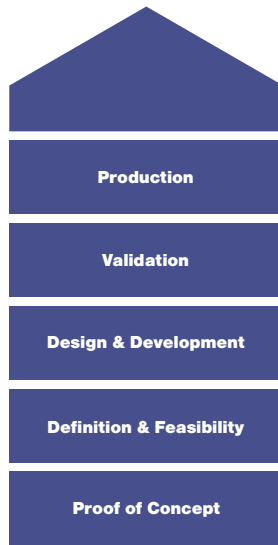 Production
Validation
Design & Development
Definition & Feasibility
Proof of Concept